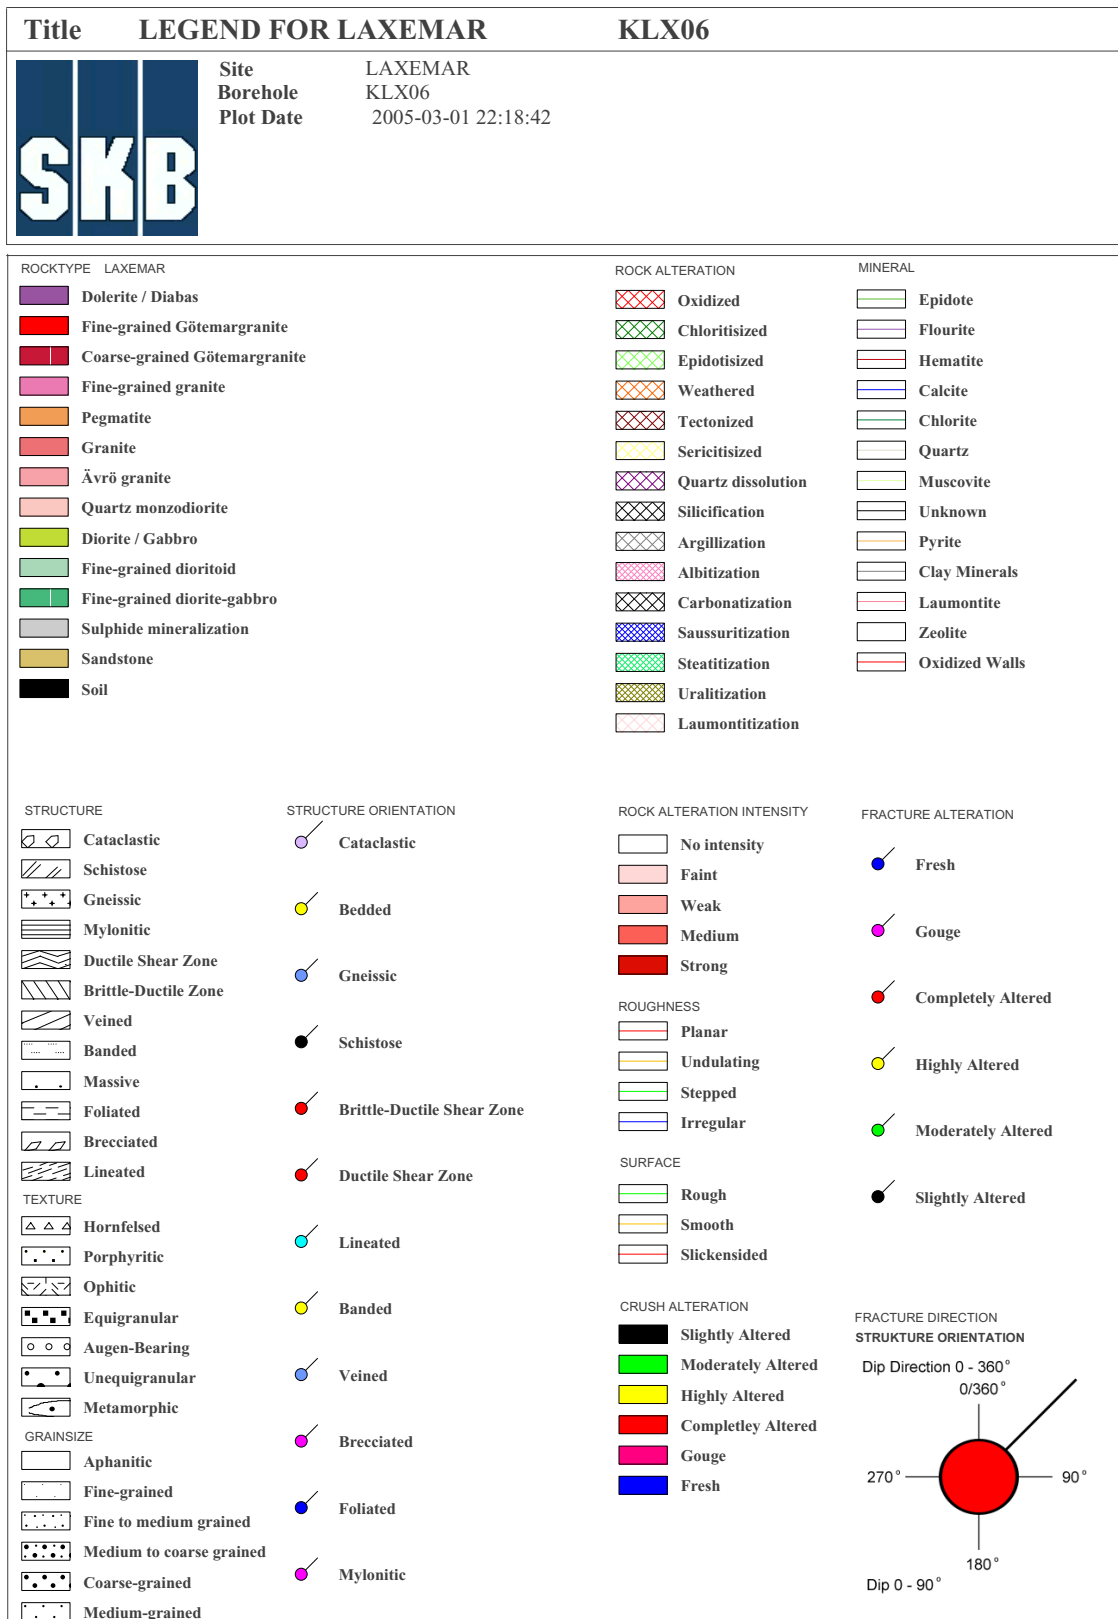 Title LEGEND FOR LAXEMAR KLX06
SKB
Site LAXEMAR
Borehole KLX06
Plot Date 2005-03-01 22:18:42
ROCKTYPE LAXEMAR
Dolerite / Diabas
Fine-grained Götemargranite
Coarse-grained Götemargranite
Fine-grained granite
Pegmatite
Granite
Ävrö granite
Quartz monzodiorite
Diorite / Gabbro
Fine-grained dioritoid
Fine-grained diorite-gabbro
Sulphide mineralization
Sandstone
Soil
ROCK ALTERATION
Oxidized
Chloritisized
Epidotisized
Weathered
Tectonized
Sericitisized
Quartz dissolution
Silicification
Argillization
Albitization
Carbonatization
Saussuritization
Steatitization
Uralitization
Laumontitization
MINERAL
Epidote
Flourite
Hematite
Calcite
Chlorite
Quartz
Muscovite
Unknown
Pyrite
Clay Minerals
Laumontite
Zeolite
Oxidized Walls
STRUCTURE
Cataclastic
Schistose
Gneissic
Mylonitic
Ductile Shear Zone
Brittle-Ductile Zone
Veined
Banded
Massive
Foliated
Brecciated
Lineated
TEXTURE
Hornfelsed
Porphyritic
Ophitic
Equigranular
Augen-Bearing
Unequigranular
Metamorphic
GRAINSIZE
Aphanitic
Fine-grained
Fine to medium grained
Medium to coarse grained
Coarse-grained
Medium-grained
STRUCTURE ORIENTATION
Cataclastic
Bedded
Gneissic
Schistose
Brittle-Ductile Shear Zone
Ductile Shear Zone
Lineated
Banded
Veined
Brecciated
Foliated
Mylonitic
ROCK ALTERATION INTENSITY
No intensity
Faint
Weak
Medium
Strong
ROUGHNESS
Planar
Undulating
Stepped
Irregular
SURFACE
Rough
Smooth
Slickensided
CRUSH ALTERATION
Slightly Altered
Moderately Altered
Highly Altered
Completley Altered
Gouge
Fresh
FRACTURE ALTERATION
Fresh
Gouge
Completely Altered
Highly Altered
Moderately Altered
Slightly Altered
FRACTURE DIRECTION
STRUKTURE ORIENTATION
Dip Direction 0 - 360°
0/360°
270° 90°
180°
Dip 0 - 90°